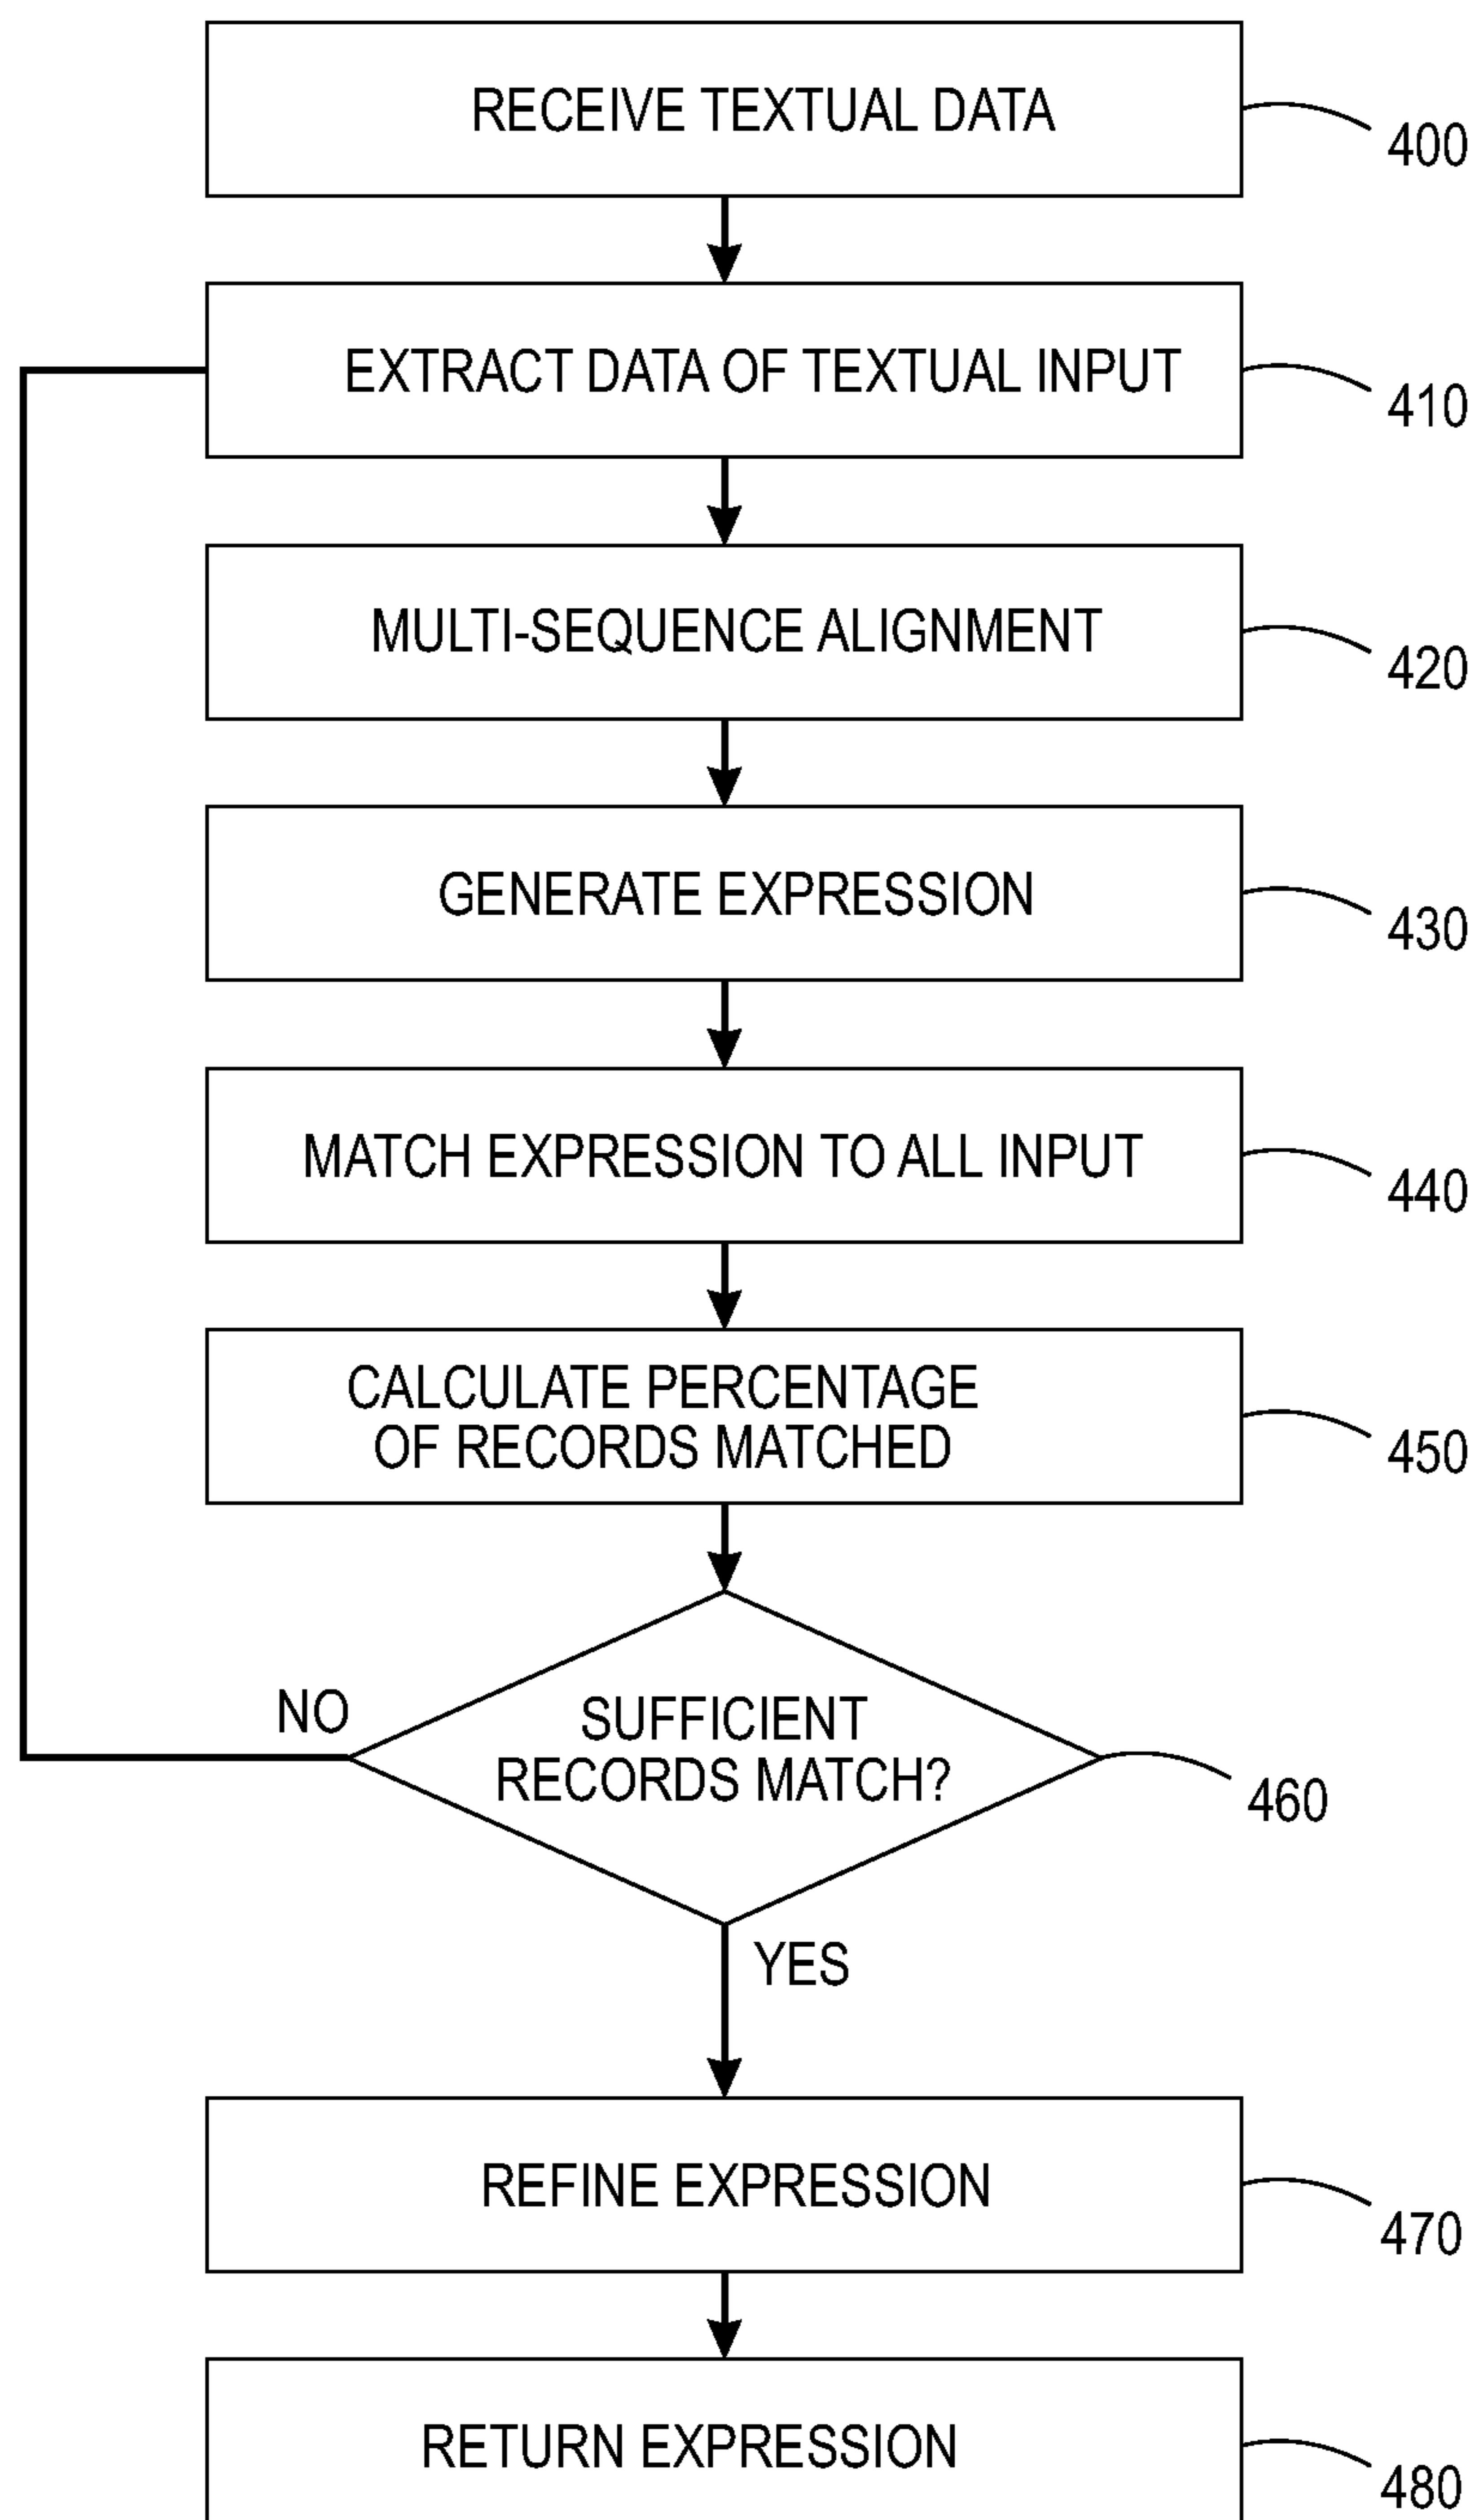 RECEIVE TEXTUAL DATA
400
EXTRACT DATA OF TEXTUAL INPUT
410
MULTI-SEQUENCE ALIGNMENT
420
GENERATE EXPRESSION
430
MATCH EXPRESSION TO ALL INPUT
440
CALCULATE PERCENTAGE
OF RECORDS MATCHED
450
NO
SUFFICIENT
RECORDS MATCH?
460
YES
REFINE EXPRESSION
470
RETURN EXPRESSION
480